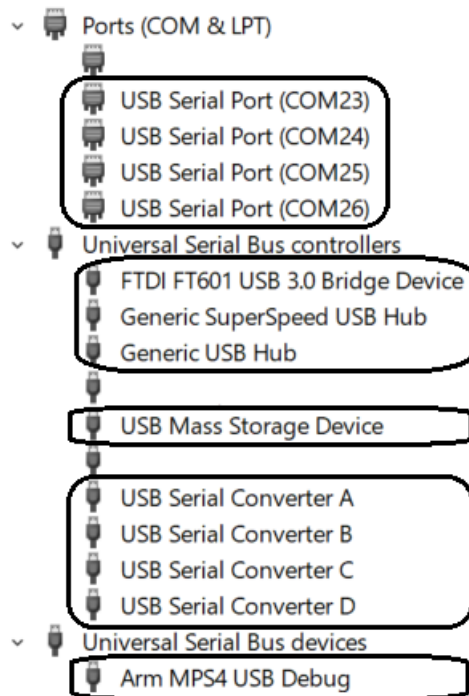 Ports (COM & LPT)
USB Serial Port (COM23)
USB Serial Port (COM24)
USB Serial Port (COM25)
USB Serial Port (COM26)
Universal Serial Bus controllers
FTDI FT601 USB 3.0 Bridge Device
Generic SuperSpeed USB Hub
Generic USB Hub
USB Mass Storage Device
USB Serial Converter A
USB Serial Converter B
USB Serial Converter C
USB Serial Converter D
Universal Serial Bus devices
Arm MPS4 USB Debug